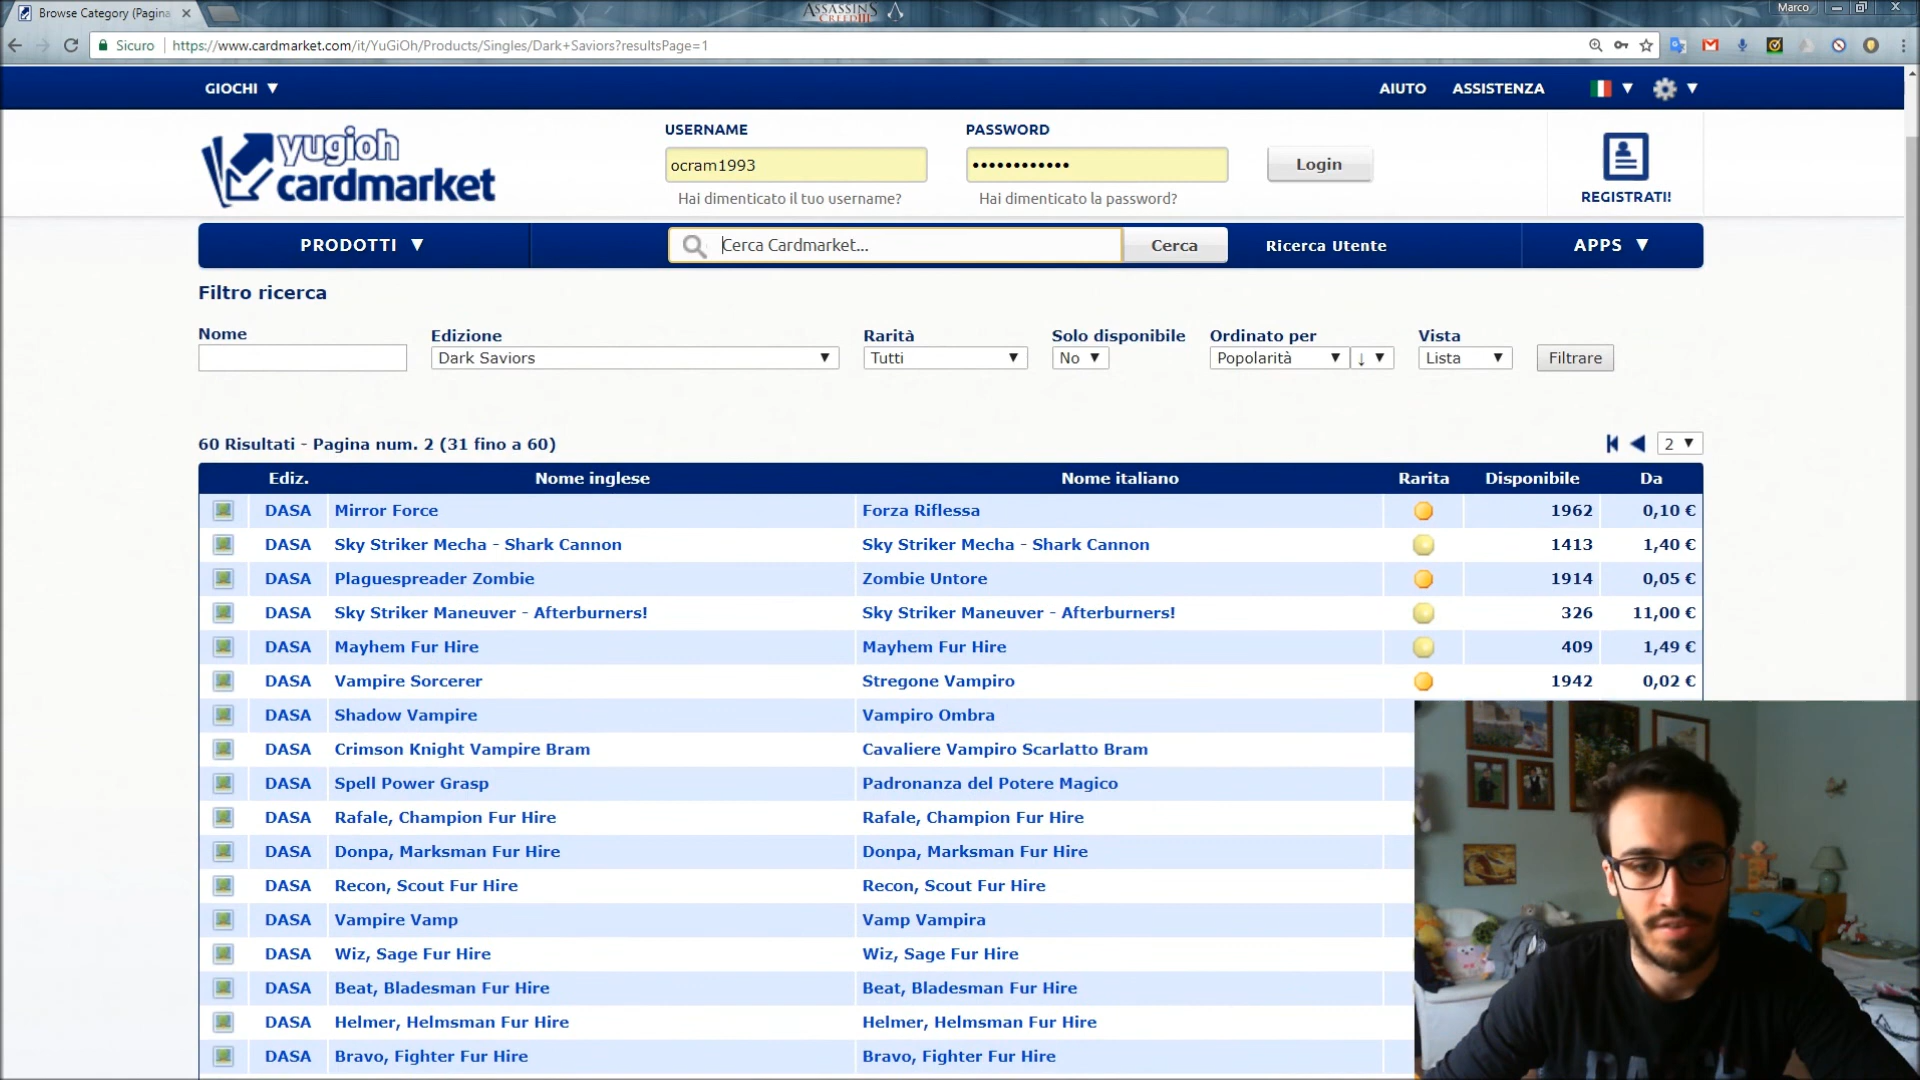 Browse Category (Pagina
ASSASSIN'S
CREED III
Marco
Sicuro
https://www.cardmarket.com/it/YuGiOh/Products/Singles/Dark+Saviors?resultsPage=1
GIOCHI ▼
AIUTO
ASSISTENZA
yugioh
cardmarket
USERNAME
PASSWORD
ocram1993
••••••••••••
Login
Hai dimenticato il tuo username?
Hai dimenticato la password?
REGISTRATI!
PRODOTTI ▼
Cerca Cardmarket...
Cerca
Ricerca Utente
APPS ▼
Filtro ricerca
Nome
Edizione
Rarità
Solo disponibile
Ordinato per
Vista
Dark Saviors
Tutti
No
Popolarità
↓
Lista
Filtrare
60 Risultati - Pagina num. 2 (31 fino a 60)
2
Ediz. Nome inglese Nome italiano Rarita Disponibile Da
DASA Mirror Force Forza Riflessa 1962 0,10 €
DASA Sky Striker Mecha - Shark Cannon Sky Striker Mecha - Shark Cannon 1413 1,40 €
DASA Plaguespreader Zombie Zombie Untore 1914 0,05 €
DASA Sky Striker Maneuver - Afterburners! Sky Striker Maneuver - Afterburners! 326 11,00 €
DASA Mayhem Fur Hire Mayhem Fur Hire 409 1,49 €
DASA Vampire Sorcerer Stregone Vampiro 1942 0,02 €
DASA Shadow Vampire Vampiro Ombra
DASA Crimson Knight Vampire Bram Cavaliere Vampiro Scarlatto Bram
DASA Spell Power Grasp Padronanza del Potere Magico
DASA Rafale, Champion Fur Hire Rafale, Champion Fur Hire
DASA Donpa, Marksman Fur Hire Donpa, Marksman Fur Hire
DASA Recon, Scout Fur Hire Recon, Scout Fur Hire
DASA Vampire Vamp Vamp Vampira
DASA Wiz, Sage Fur Hire Wiz, Sage Fur Hire
DASA Beat, Bladesman Fur Hire Beat, Bladesman Fur Hire
DASA Helmer, Helmsman Fur Hire Helmer, Helmsman Fur Hire
DASA Bravo, Fighter Fur Hire Bravo, Fighter Fur Hire